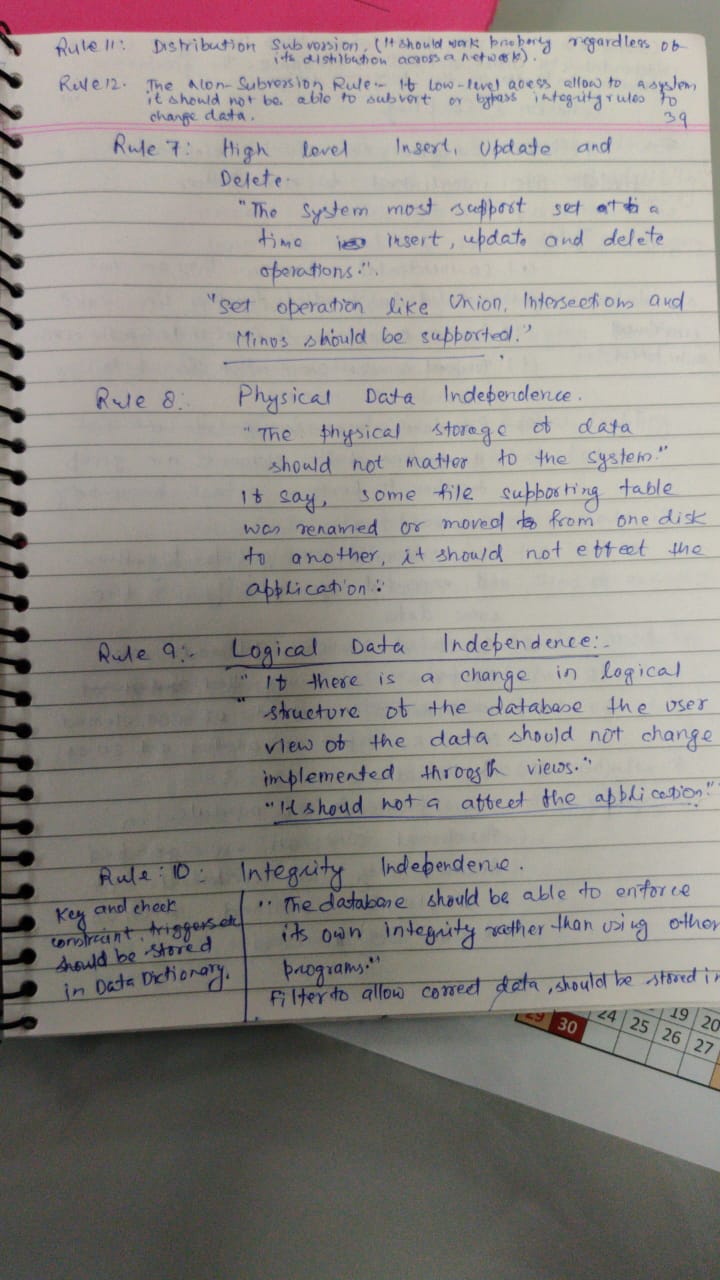 Rule 11: Distribution Subvossion. (It should work properly regardless of
its distribution across a network).
Rule 12. The Non-Subversion Rule:- If low-level acess allow to a system
it should not be able to subvert or bypass integrity rules to
change data.
39
Rule 7: High level Insert, Update and
Delete.
"The system most support set at a
time insert, update and delete
operations.".
"Set operation like Union, Intersections and
Minos should be supported."
Rule 8:. Physical Data Independence.
"The physical storage of data
should not matter to the system."
If say, some file supporting table
was renamed or moved from one disk
to another, it should not effect the
application:
Rule 9:- Logical Data Independence:-
" If there is a change in logical
" structure of the database the user
view of the data should not change
implemented throogh views."
"It shoud not a affect the application."
Rule:10: Integrity Independence.
Key and check
constraint, triggers etc
should be stored
in Data Dictionary.
" The database should be able to enforce
its own integrity rather than using other
programs."
Filter to allow correct data, should be stored in
29 30 24 25 26 27 19 20